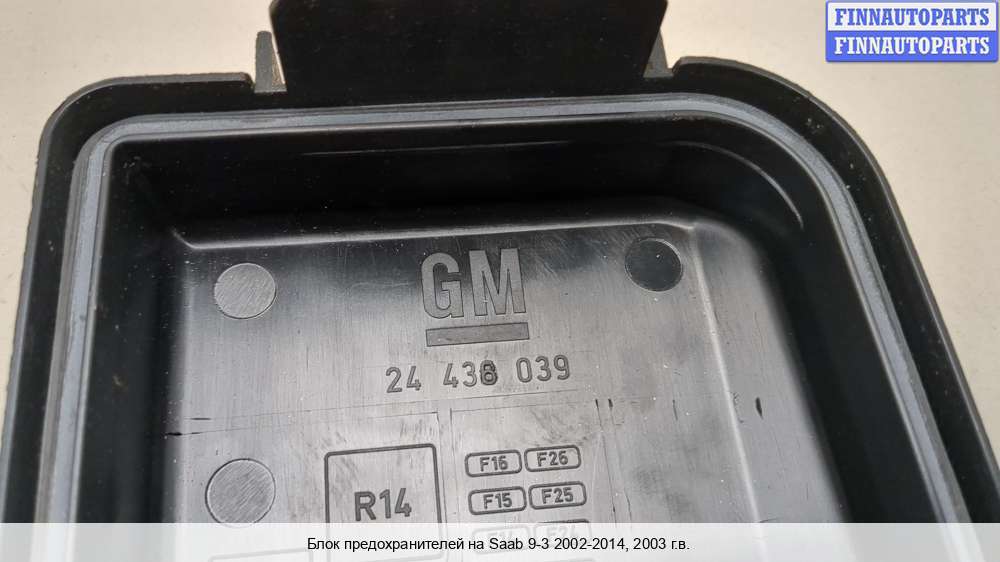 FINNAUTOPARTS
FINNAUTOPARTS
GM
24 438 039
F16 F26
R14
F15 F25
Блок предохранителей на Saab 9-3 2002-2014, 2003 г.в.